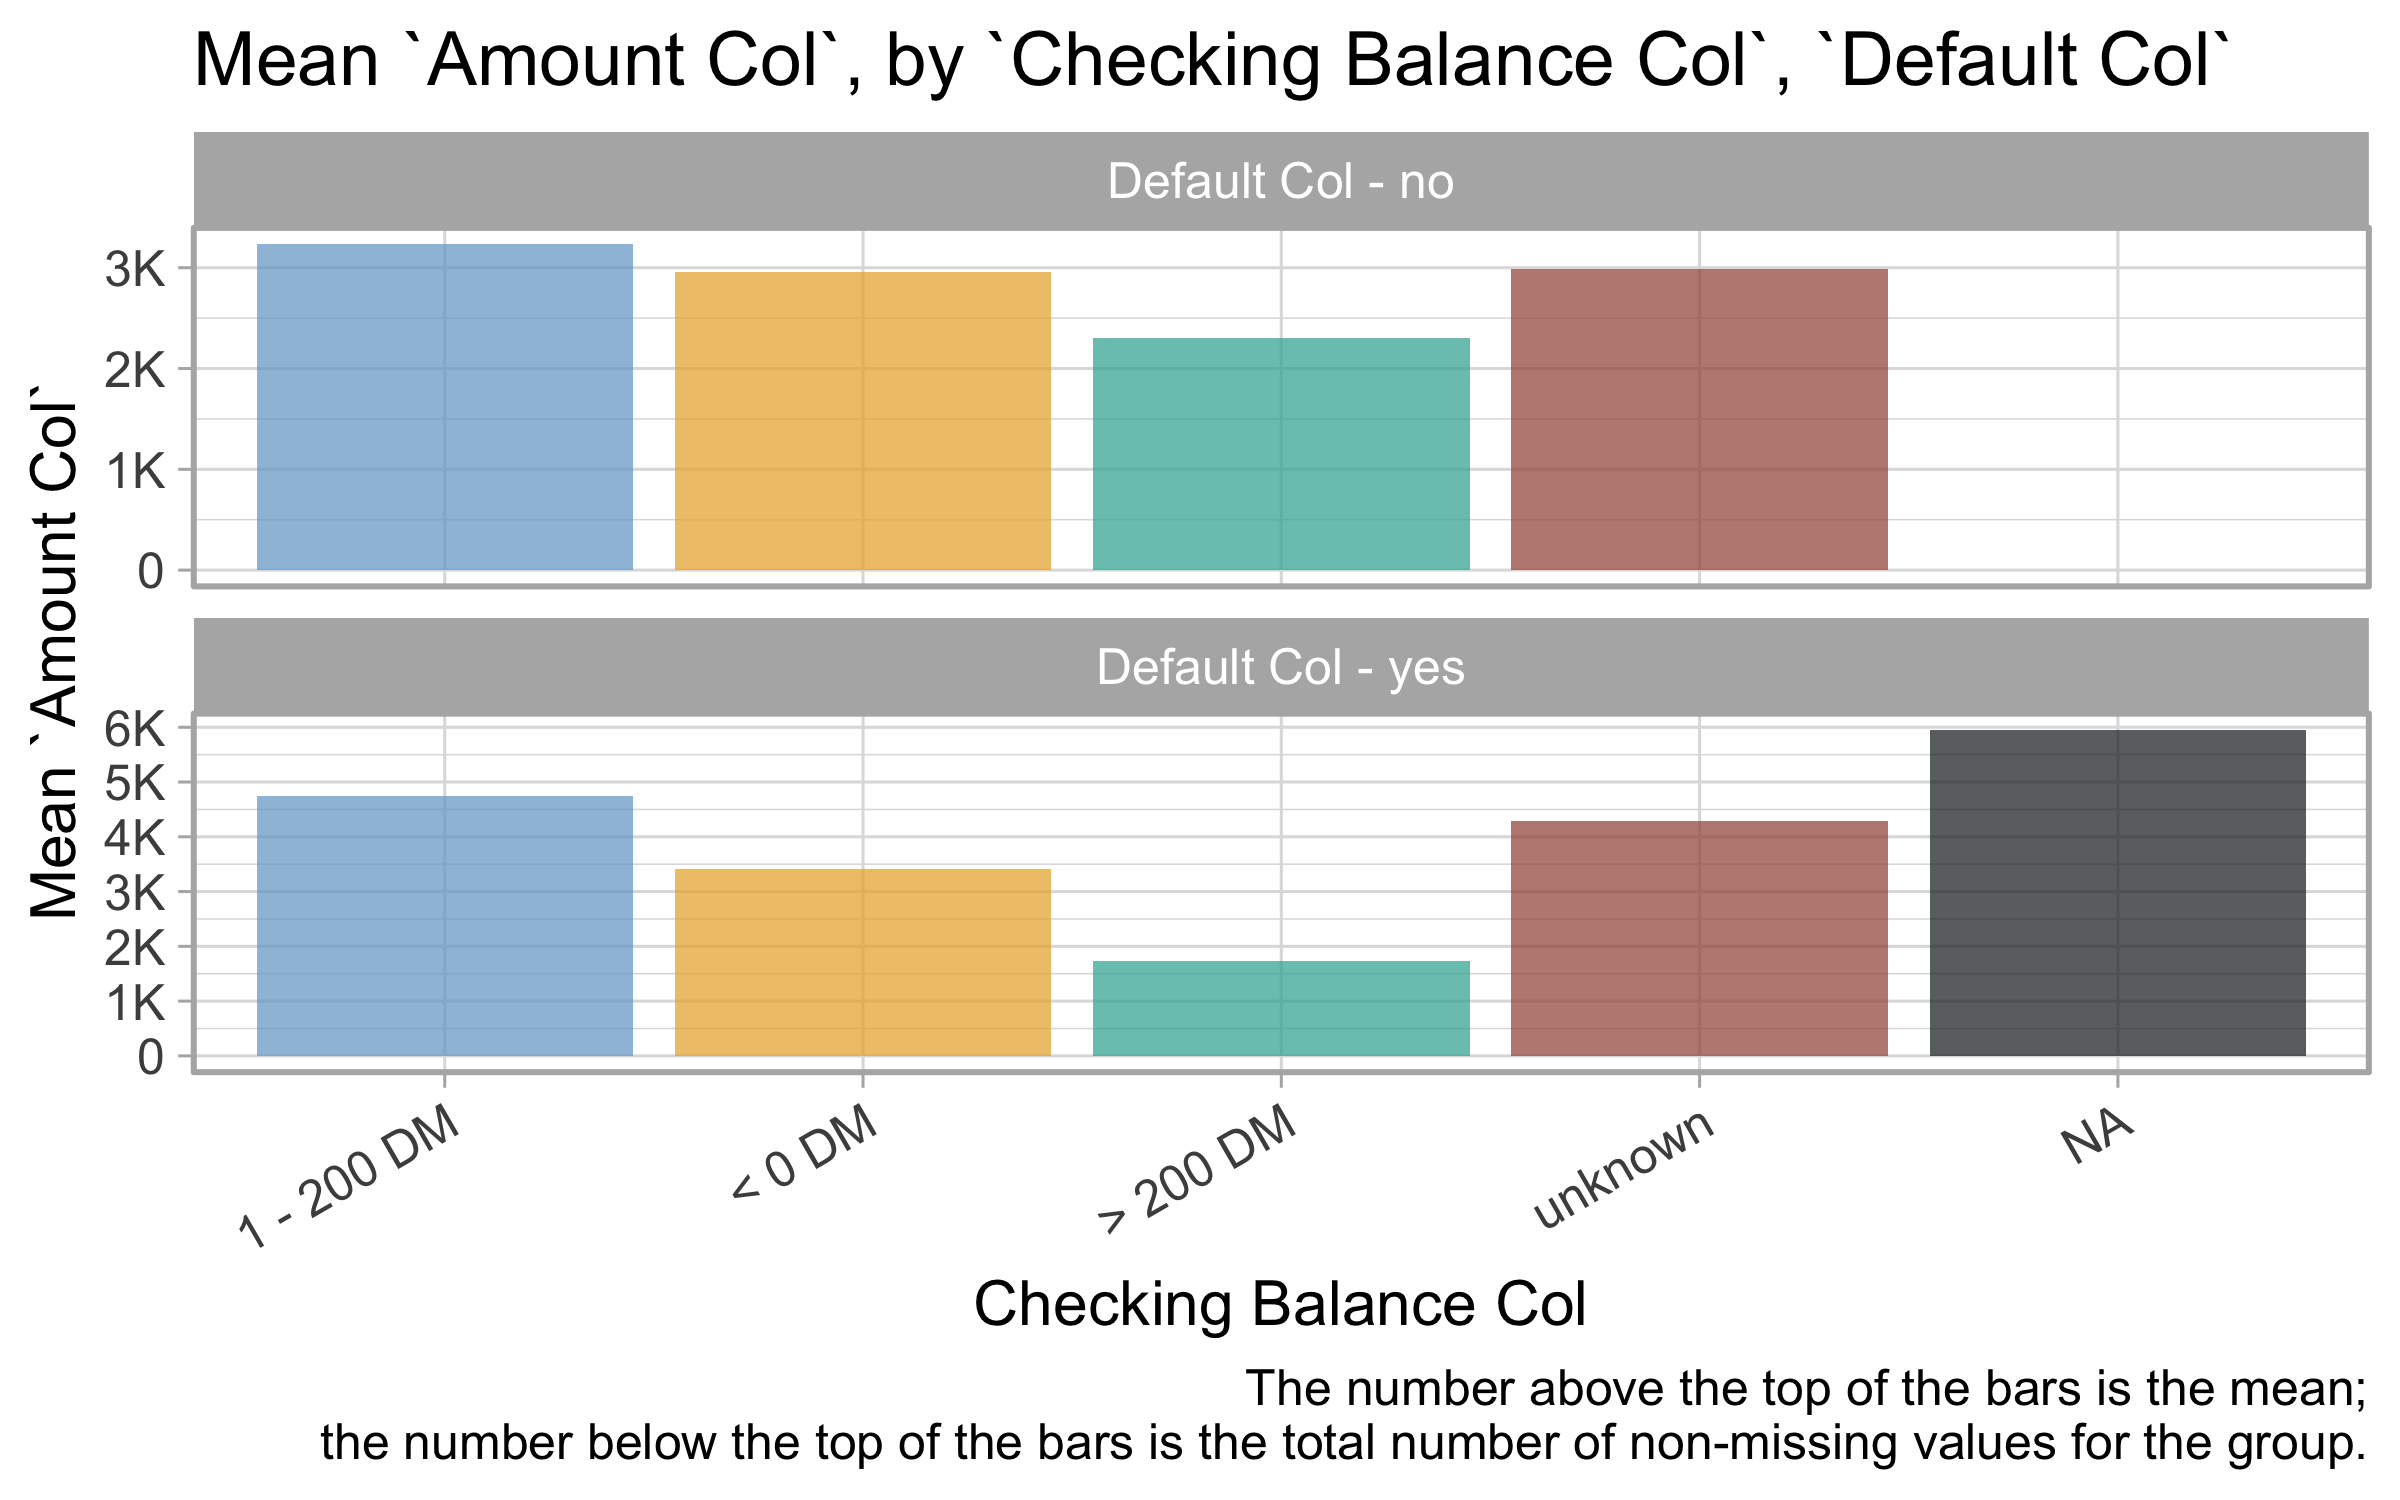 Mean `Amount Col`, by `Checking Balance Col`, `Default Col`
Mean `Amount Col`
Default Col - no
3K
2K
1K
0
Default Col - yes
6K
5K
4K
3K
2K
1K
0
1 - 200 DM
< 0 DM
> 200 DM
unknown
NA
Checking Balance Col
The number above the top of the bars is the mean;
the number below the top of the bars is the total number of non-missing values for the group.